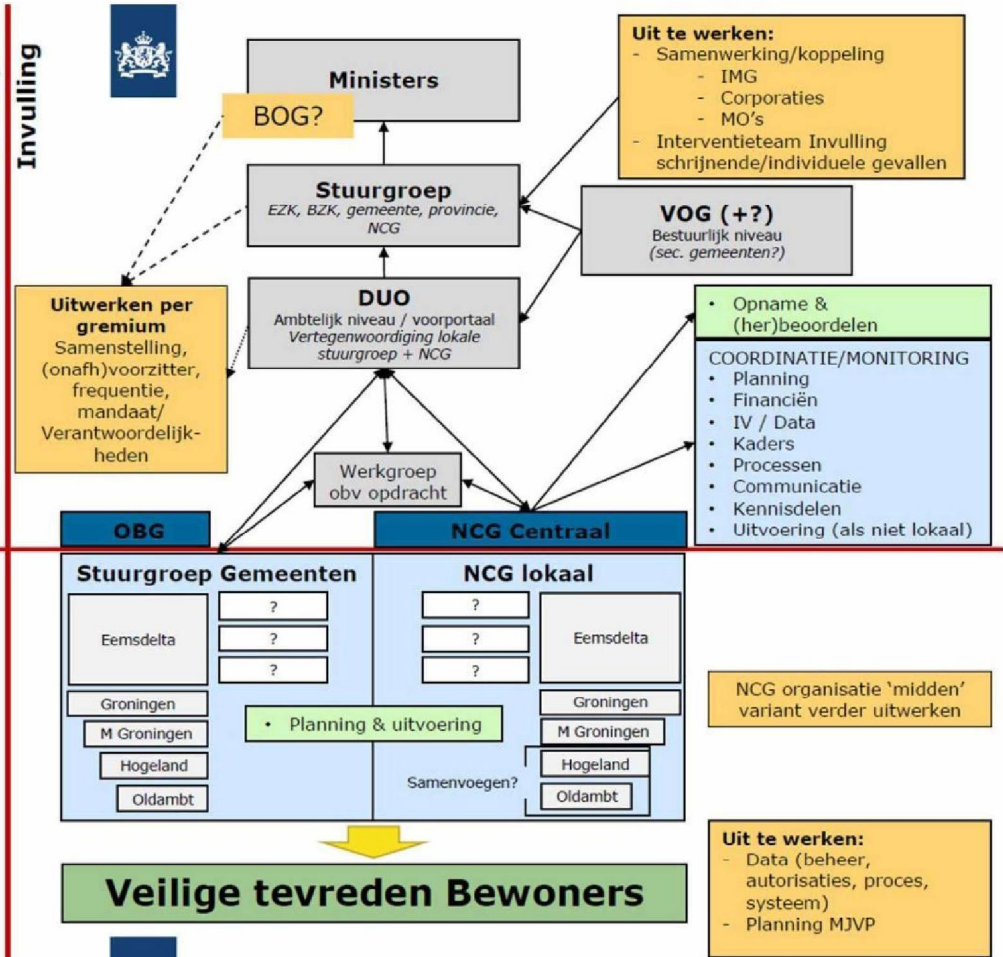 Invulling
Ministers
BOG?
Uit te werken:
- Samenwerking/koppeling
- IMG
- Corporaties
- MO's
- Interventieteam Invulling
schrijnende/individuele gevallen
Stuurgroep
EZK, BZK, gemeente, provincie,
NCG
VOG (+?)
Bestuurlijk niveau
(sec. gemeenten?)
Uitwerken per
gremium
Samenstelling,
(onafh)voorzitter,
frequentie,
mandaat/
Verantwoordelijk-
heden
DUO
Ambtelijk niveau / voorportaal
Vertegenwoordiging lokale
stuurgroep + NCG
• Opname &
(her)beoordelen
COORDINATIE/MONITORING
• Planning
• Financiën
• IV / Data
• Kaders
• Processen
• Communicatie
• Kennisdelen
• Uitvoering (als niet lokaal)
Werkgroep
obv opdracht
OBG
NCG Centraal
Stuurgroep Gemeenten
Eemsdelta
?
?
?
Groningen
M Groningen
Hogeland
Oldambt
• Planning & uitvoering
NCG lokaal
?
?
?
Eemsdelta
Groningen
M Groningen
Hogeland
Oldambt
Samenvoegen?
NCG organisatie 'midden'
variant verder uitwerken
Veilige tevreden Bewoners
Uit te werken:
- Data (beheer,
autorisaties, proces,
systeem)
- Planning MJVP